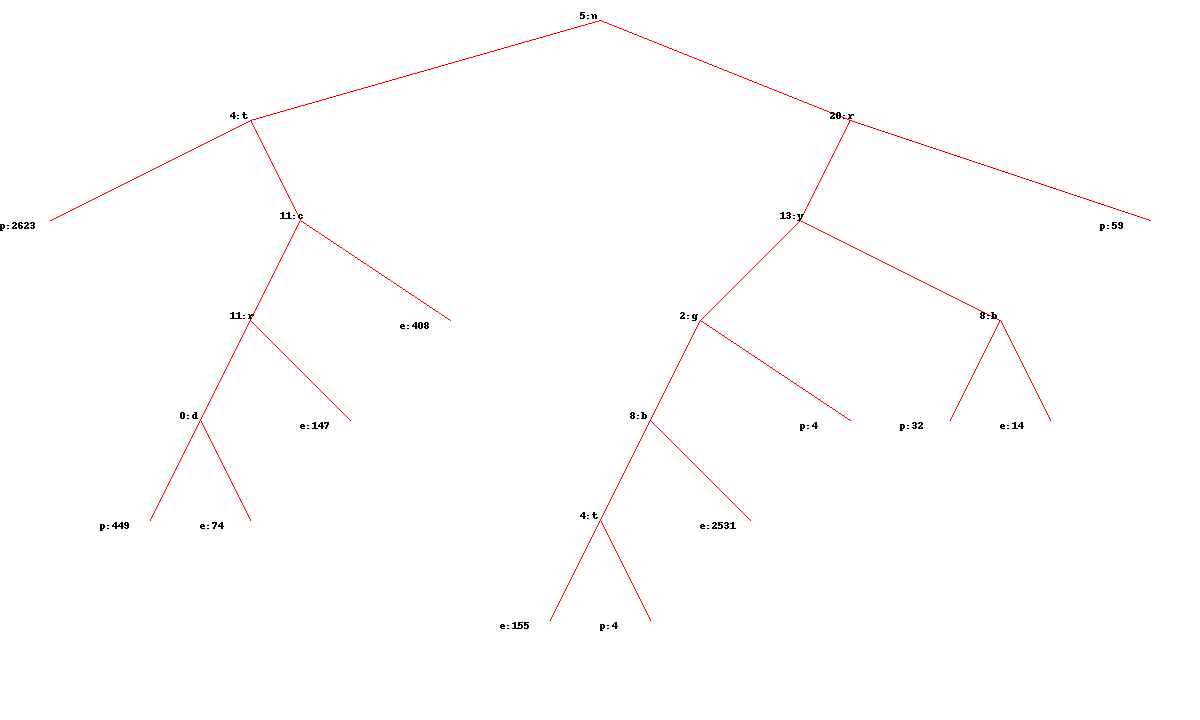 5:n
4:t 20:r
p:2623 11:c 13:y p:59
11:r e:408 2:g 8:b
0:d e:147 8:b p:4 p:32 e:14
p:449 e:74 4:t e:2531
e:155 p:4